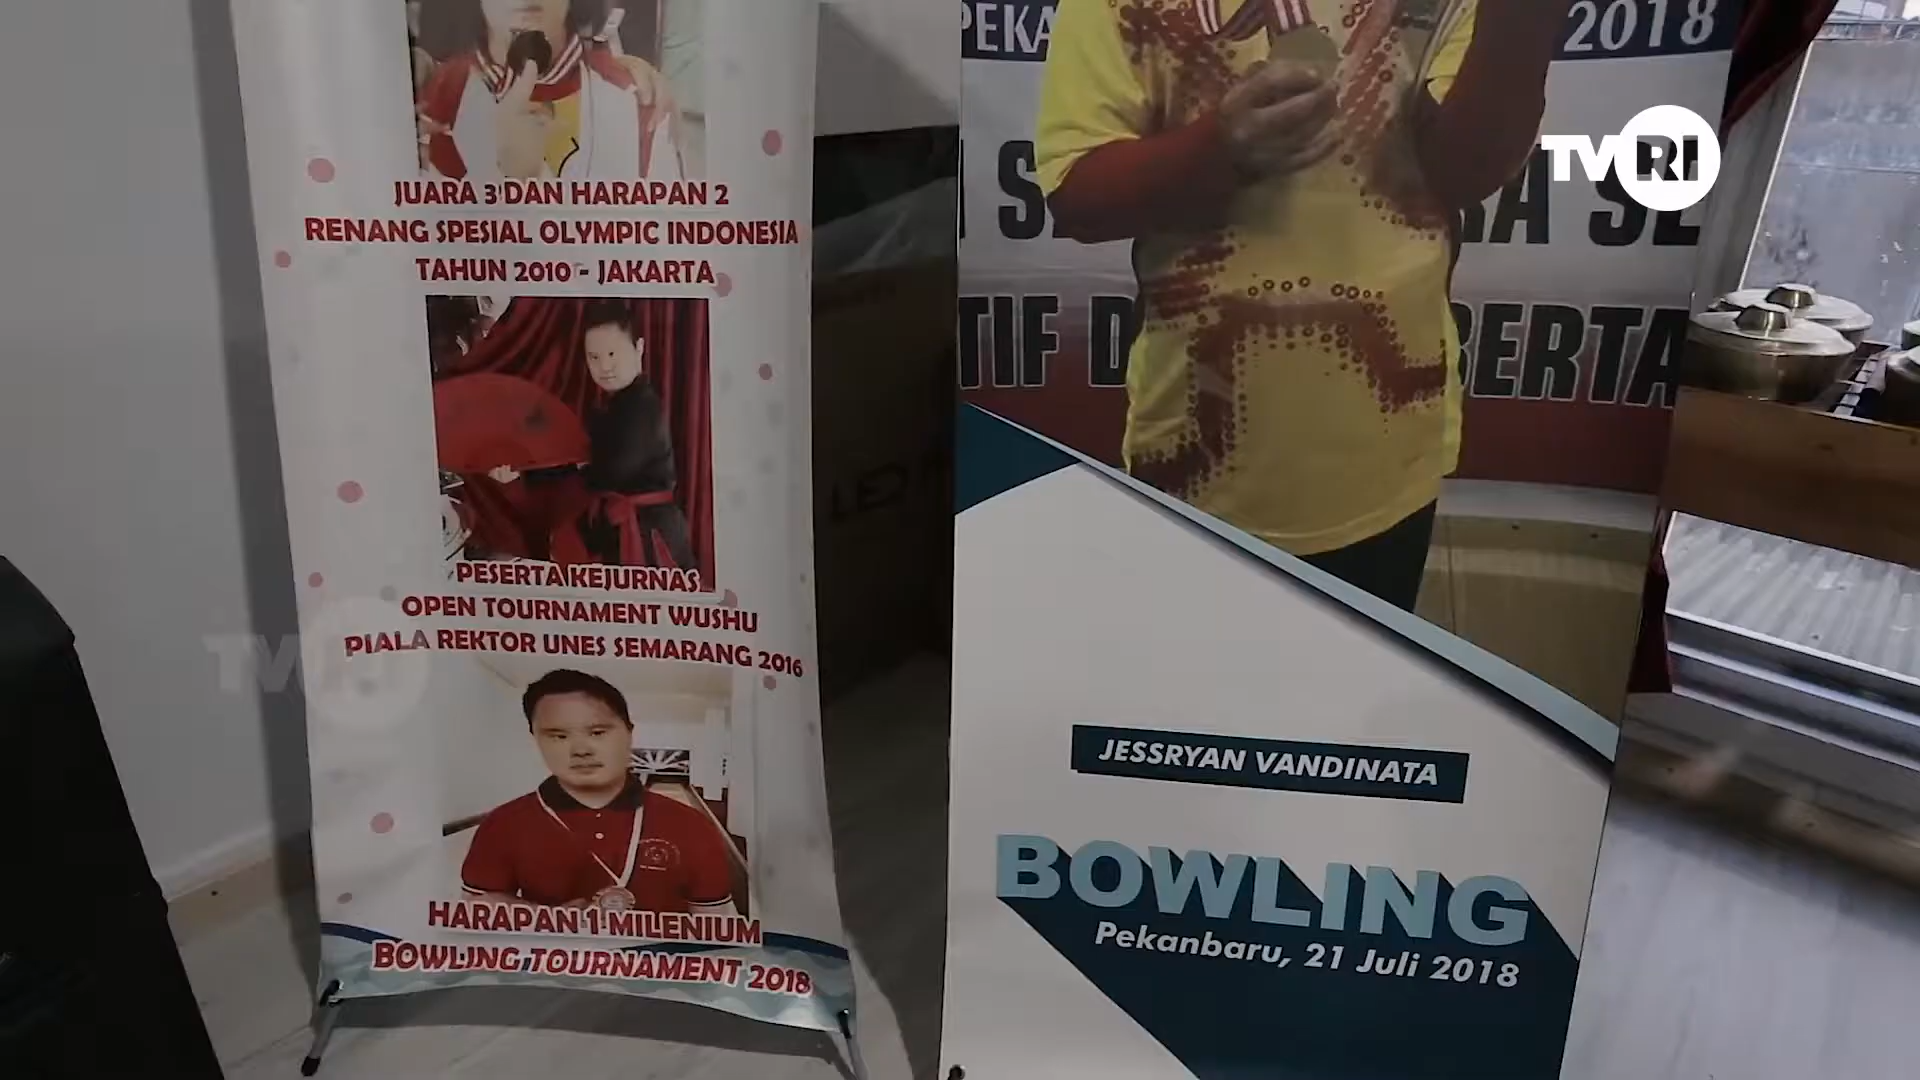 JUARA 3 DAN HARAPAN 2
RENANG SPESIAL OLYMPIC INDONESIA
TAHUN 2010 - JAKARTA
PESERTA KEJURNAS
OPEN TOURNAMENT WUSHU
PIALA REKTOR UNES SEMARANG 2016
HARAPAN 1 MILENIUM
BOWLING TOURNAMENT 2018
2018
TVRI
JESSRYAN VANDINATA
BOWLING
Pekanbaru, 21 Juli 2018
TVRI